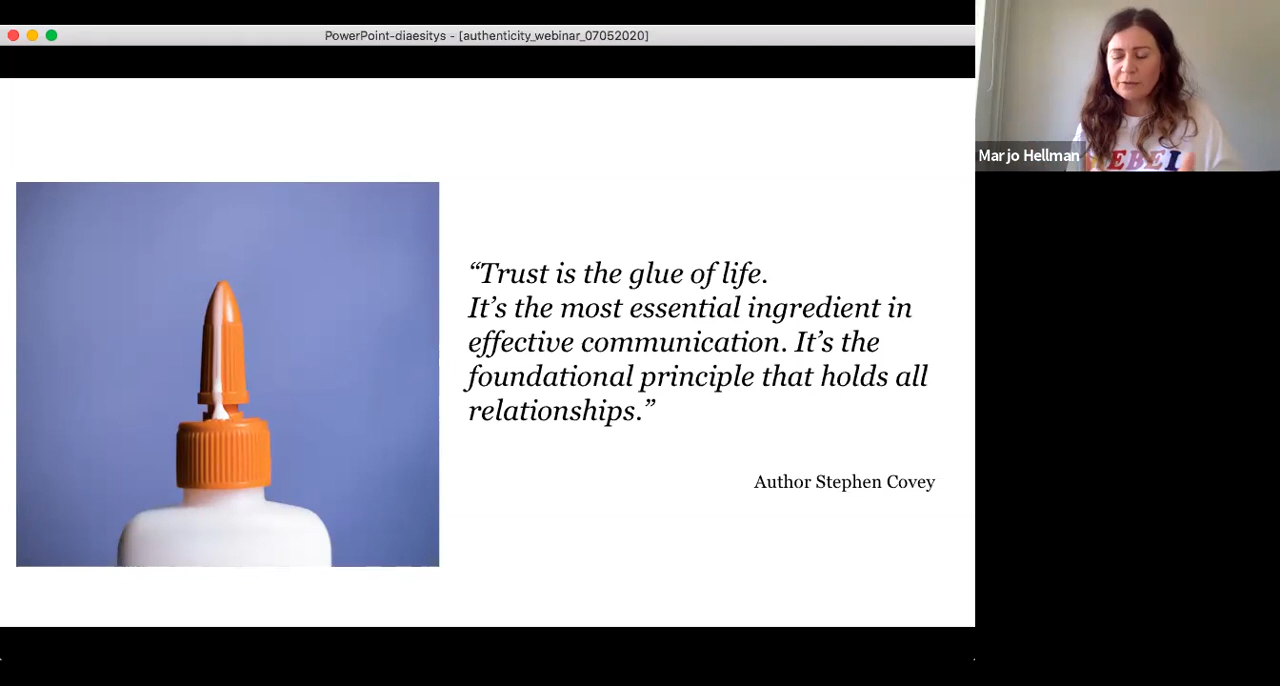 PowerPoint-diaesitys - [authenticity_webinar_07052020]
“Trust is the glue of life.
It’s the most essential ingredient in
effective communication. It’s the
foundational principle that holds all
relationships.”
Author Stephen Covey
Marjo Hellman
EBEL